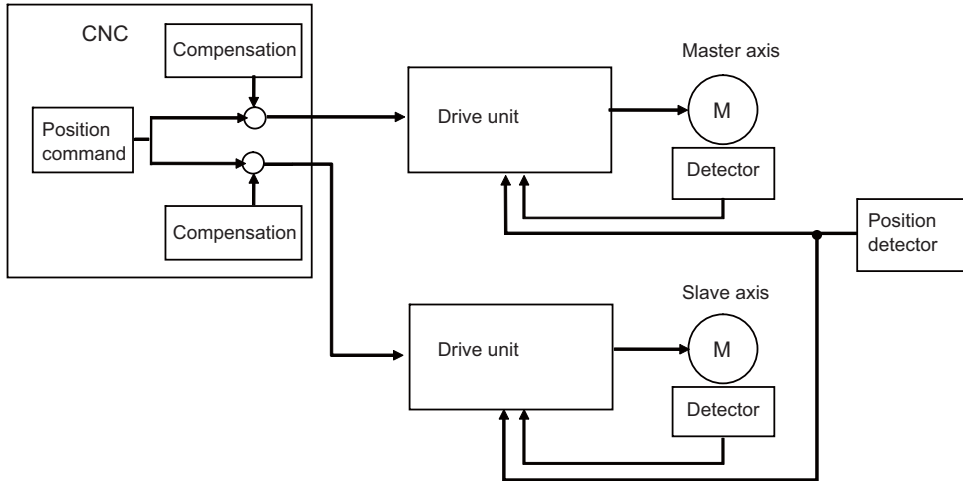 CNC
Compensation
Position
command
Compensation
Drive unit
Master axis
M
Detector
Position
detector
Drive unit
Slave axis
M
Detector